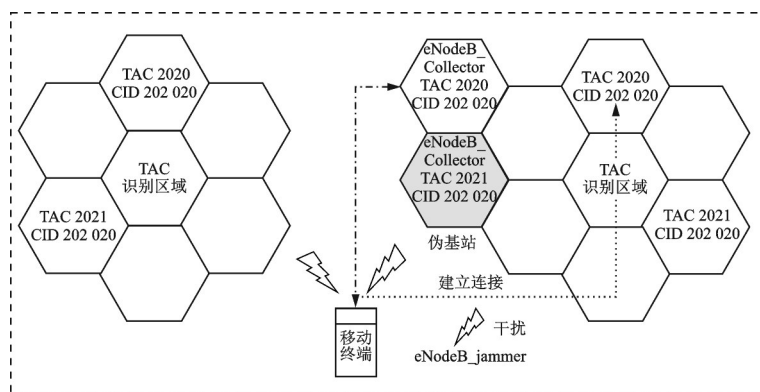 TAC 2020
CID 202 020
TAC
识别区域
TAC 2021
CID 202 020
eNodeB_
Collector
TAC 2020
CID 202 020
eNodeB_
Collector
TAC 2021
CID 202 020
伪基站
TAC 2020
CID 202 020
TAC
识别区域
TAC 2021
CID 202 020
建立连接
移动
终端
干扰
eNodeB_jammer